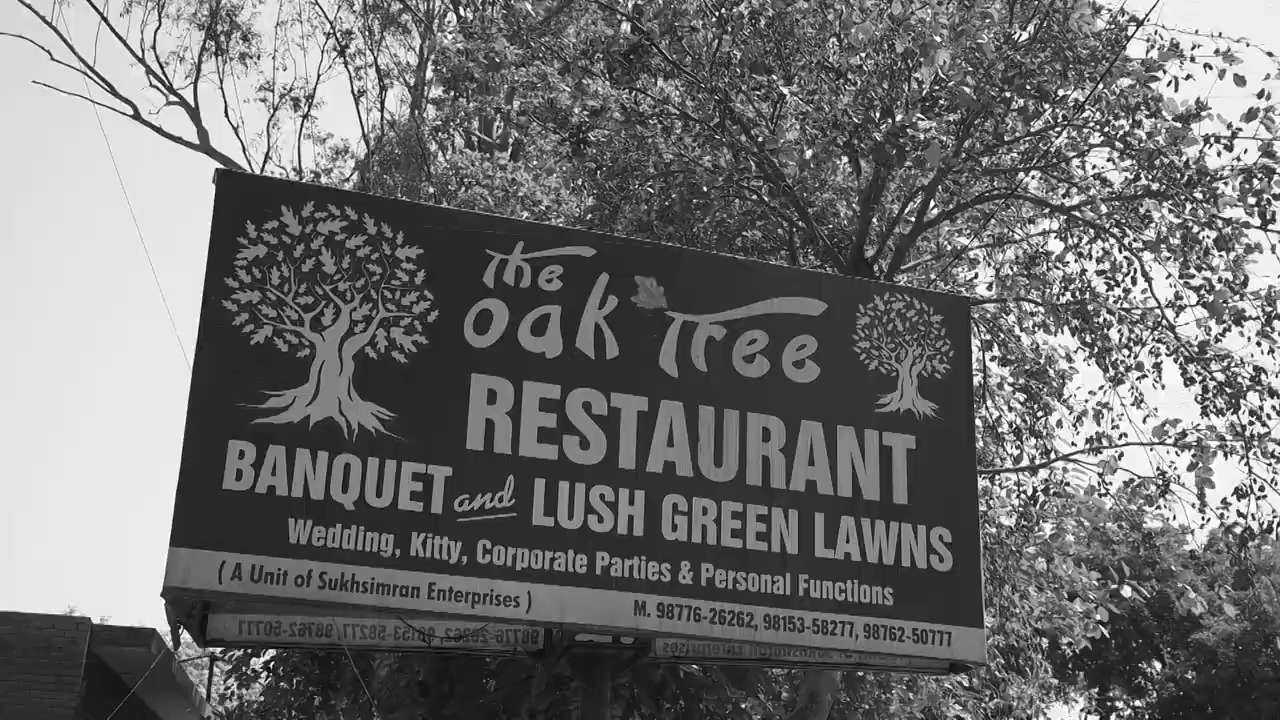 the
oak Tree
RESTAURANT
BANQUET and LUSH GREEN LAWNS
Wedding, Kitty, Corporate Parties & Personal Functions
( A Unit of Sukhsimran Enterprises )
M. 98776-26262, 98153-58277, 98762-50777